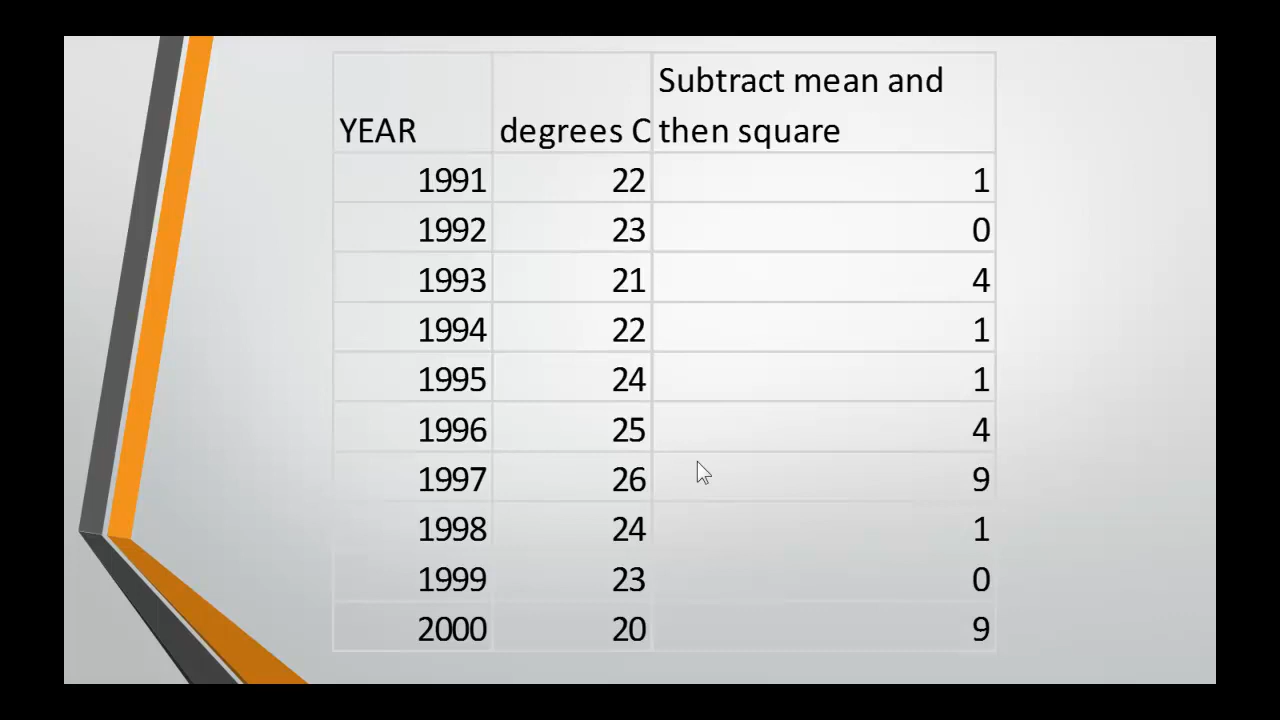 Subtract mean and
YEAR degrees C then square
1991 22 1
1992 23 0
1993 21 4
1994 22 1
1995 24 1
1996 25 4
1997 26 9
1998 24 1
1999 23 0
2000 20 9